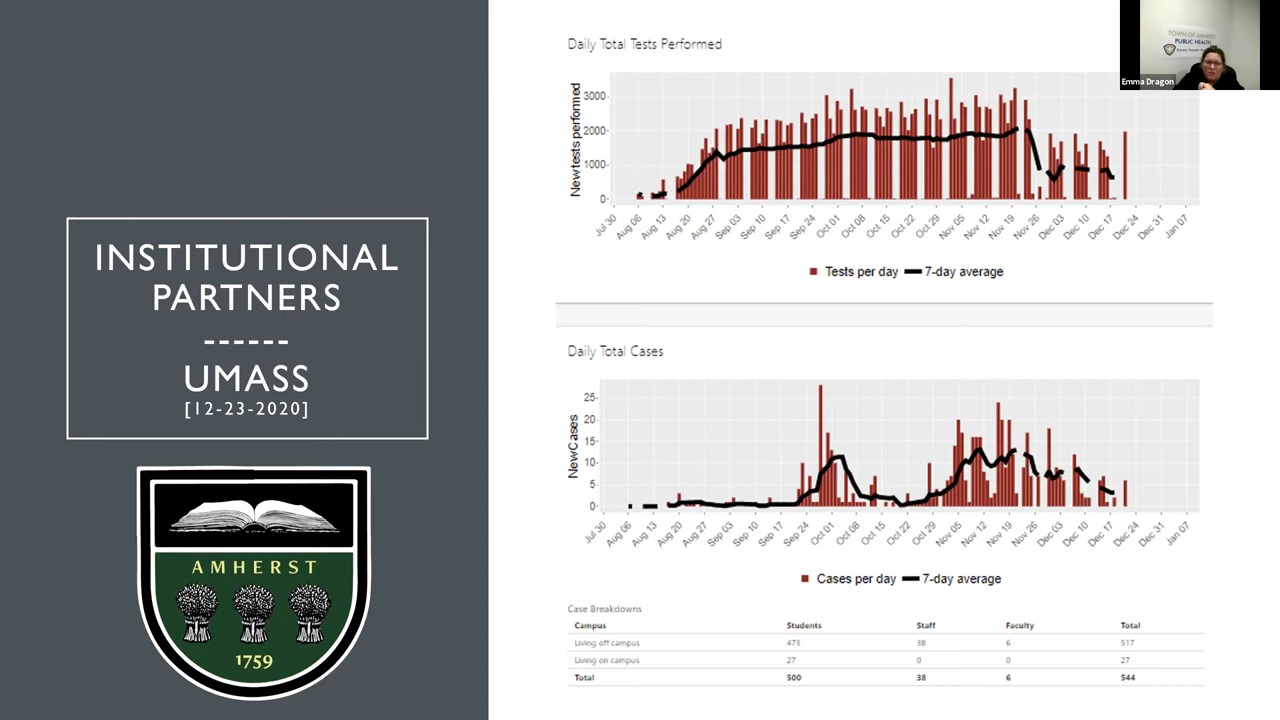 INSTITUTIONAL
PARTNERS
------
UMASS
[12-23-2020]
AMHERST
1759
Daily Total Tests Performed
New tests performed
3000
2000
1000
0
Jul 30 Aug 06 Aug 13 Aug 20 Aug 27 Sep 03 Sep 10 Sep 17 Sep 24 Oct 01 Oct 08 Oct 15 Oct 22 Oct 29 Nov 05 Nov 12 Nov 19 Nov 26 Dec 03 Dec 10 Dec 17 Dec 24 Dec 31 Jan 07
Tests per day 7-day average
Daily Total Cases
New Cases
25
20
15
10
5
0
Jul 30 Aug 06 Aug 13 Aug 20 Aug 27 Sep 03 Sep 10 Sep 17 Sep 24 Oct 01 Oct 08 Oct 15 Oct 22 Oct 29 Nov 05 Nov 12 Nov 19 Nov 26 Dec 03 Dec 10 Dec 17 Dec 24 Dec 31 Jan 07
Cases per day 7-day average
Case Breakdowns
Campus Students Staff Faculty Total
Living off campus 473 38 6 517
Living on campus 27 0 0 27
Total 500 38 6 544
TOWN OF AMHERST
PUBLIC HEALTH
Emma Dragon